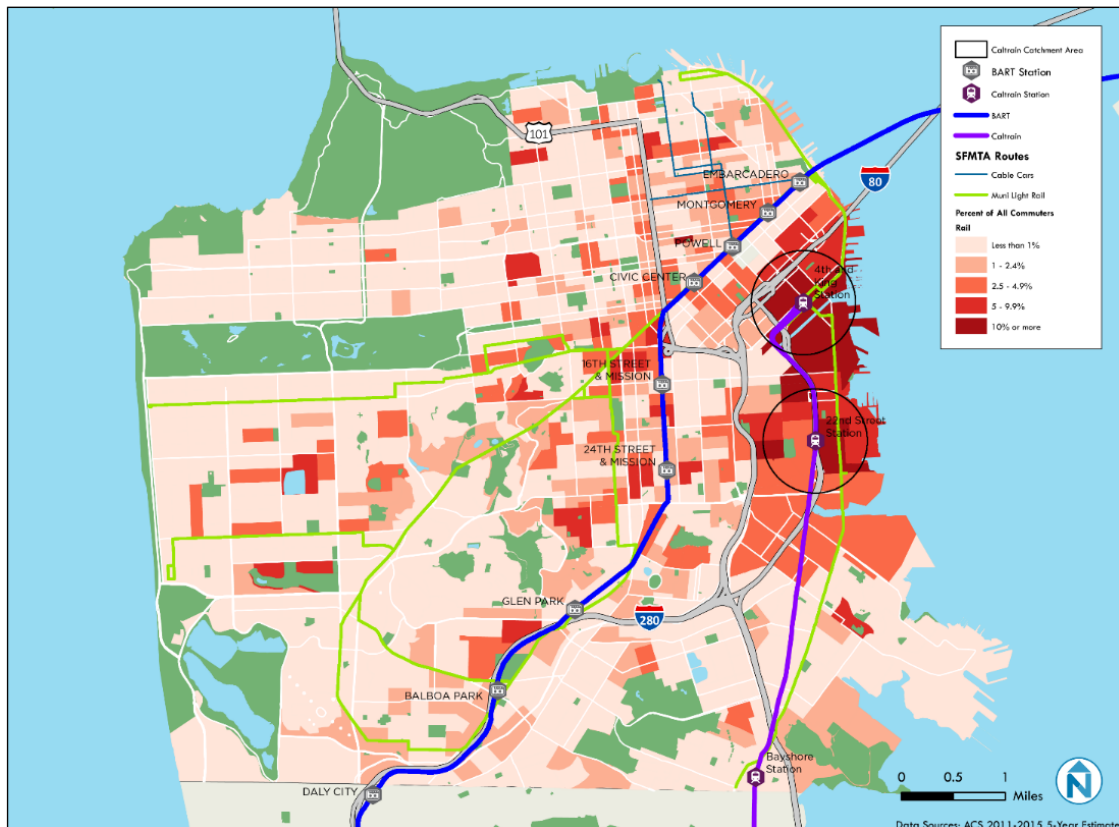 Caltrain Catchment Area
BART Station
Caltrain Station
BART
Caltrain
SFMTA Routes
Cable Cars
Muni Light Rail
Percent of All Commuters
Rail
Less than 1%
1 - 2.4%
2.5 - 4.9%
5 - 9.9%
10% or more
101
EMBARCADERO
80
MONTGOMERY
POWELL
4th and
King
Station
CIVIC CENTER
16TH STREET
& MISSION
22nd Street
Station
24TH STREET
& MISSION
GLEN PARK
280
BALBOA PARK
Bayshore
Station
DALY CITY
0 0.5 1
Miles
N
Data Sources: ACS 2011-2015 5-Year Estimate